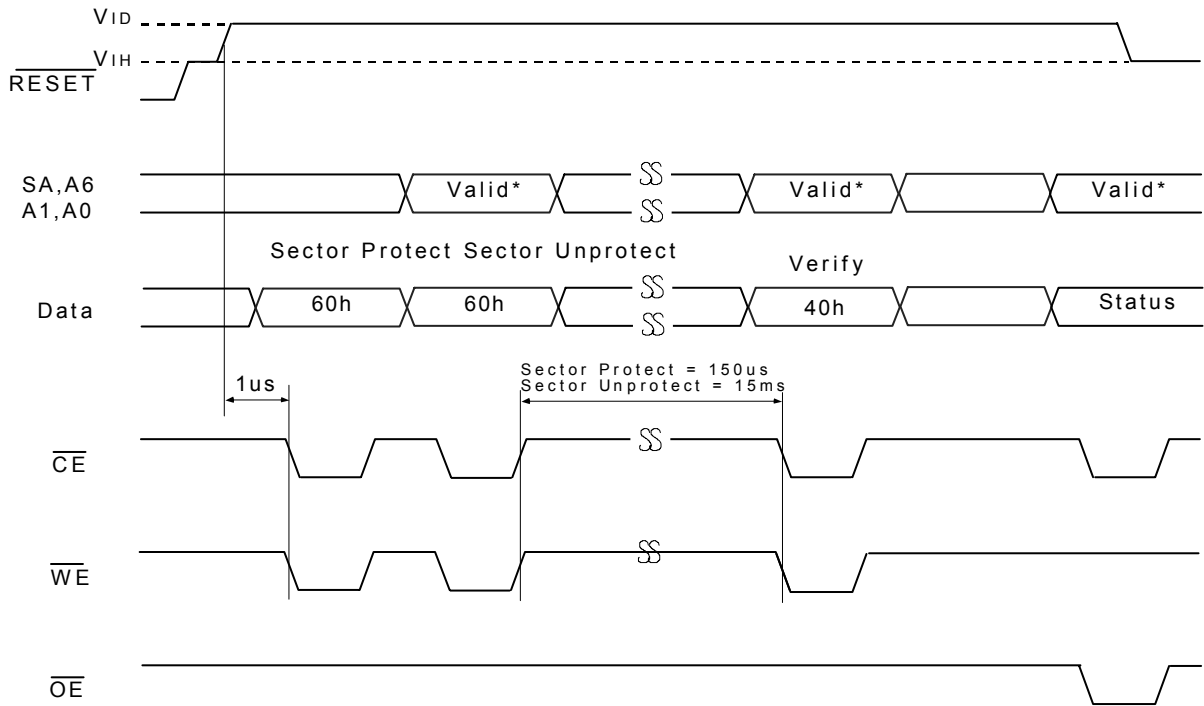 VID
VIH
RESET
SA,A6
A1,A0
Valid*
Valid*
Valid*
Sector Protect Sector Unprotect
Verify
Data
60h
60h
40h
Status
1us
Sector Protect = 150us
Sector Unprotect = 15ms
CE
WE
OE